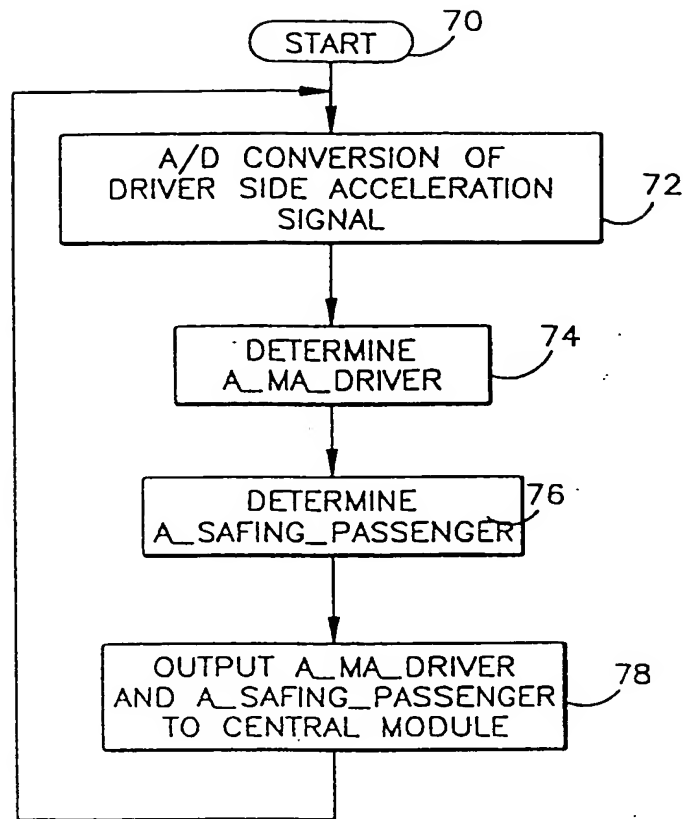 START
70
A/D CONVERSION OF
DRIVER SIDE ACCELERATION
SIGNAL
72
DETERMINE
A_MA_DRIVER
74
DETERMINE
A_SAFING_PASSENGER
76
OUTPUT A_MA_DRIVER
AND A_SAFING_PASSENGER
TO CENTRAL MODULE
78